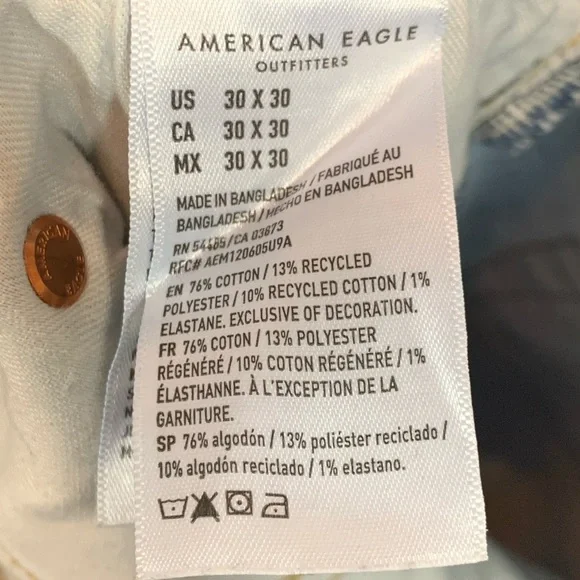 AMERICAN EAGLE
OUTFITTERS
US 30 X 30
CA 30 X 30
MX 30 X 30
MADE IN BANGLADESH / FABRIQUÉ AU
BANGLADESH / HECHO EN BANGLADESH
RN 54485/CA 03673
RFC# AEM120605U9A
EN 76% COTTON / 13% RECYCLED
POLYESTER / 10% RECYCLED COTTON / 1%
ELASTANE. EXCLUSIVE OF DECORATION.
FR 76% COTON / 13% POLYESTER
RÉGÉNÉRÉ / 10% COTON RÉGÉNÉRÉ / 1%
ÉLASTHANNE. À L'EXCEPTION DE LA
GARNITURE.
SP 76% algodón / 13% poliéster reciclado /
10% algodón reciclado / 1% elastano.
AMERICAN
EAGLE